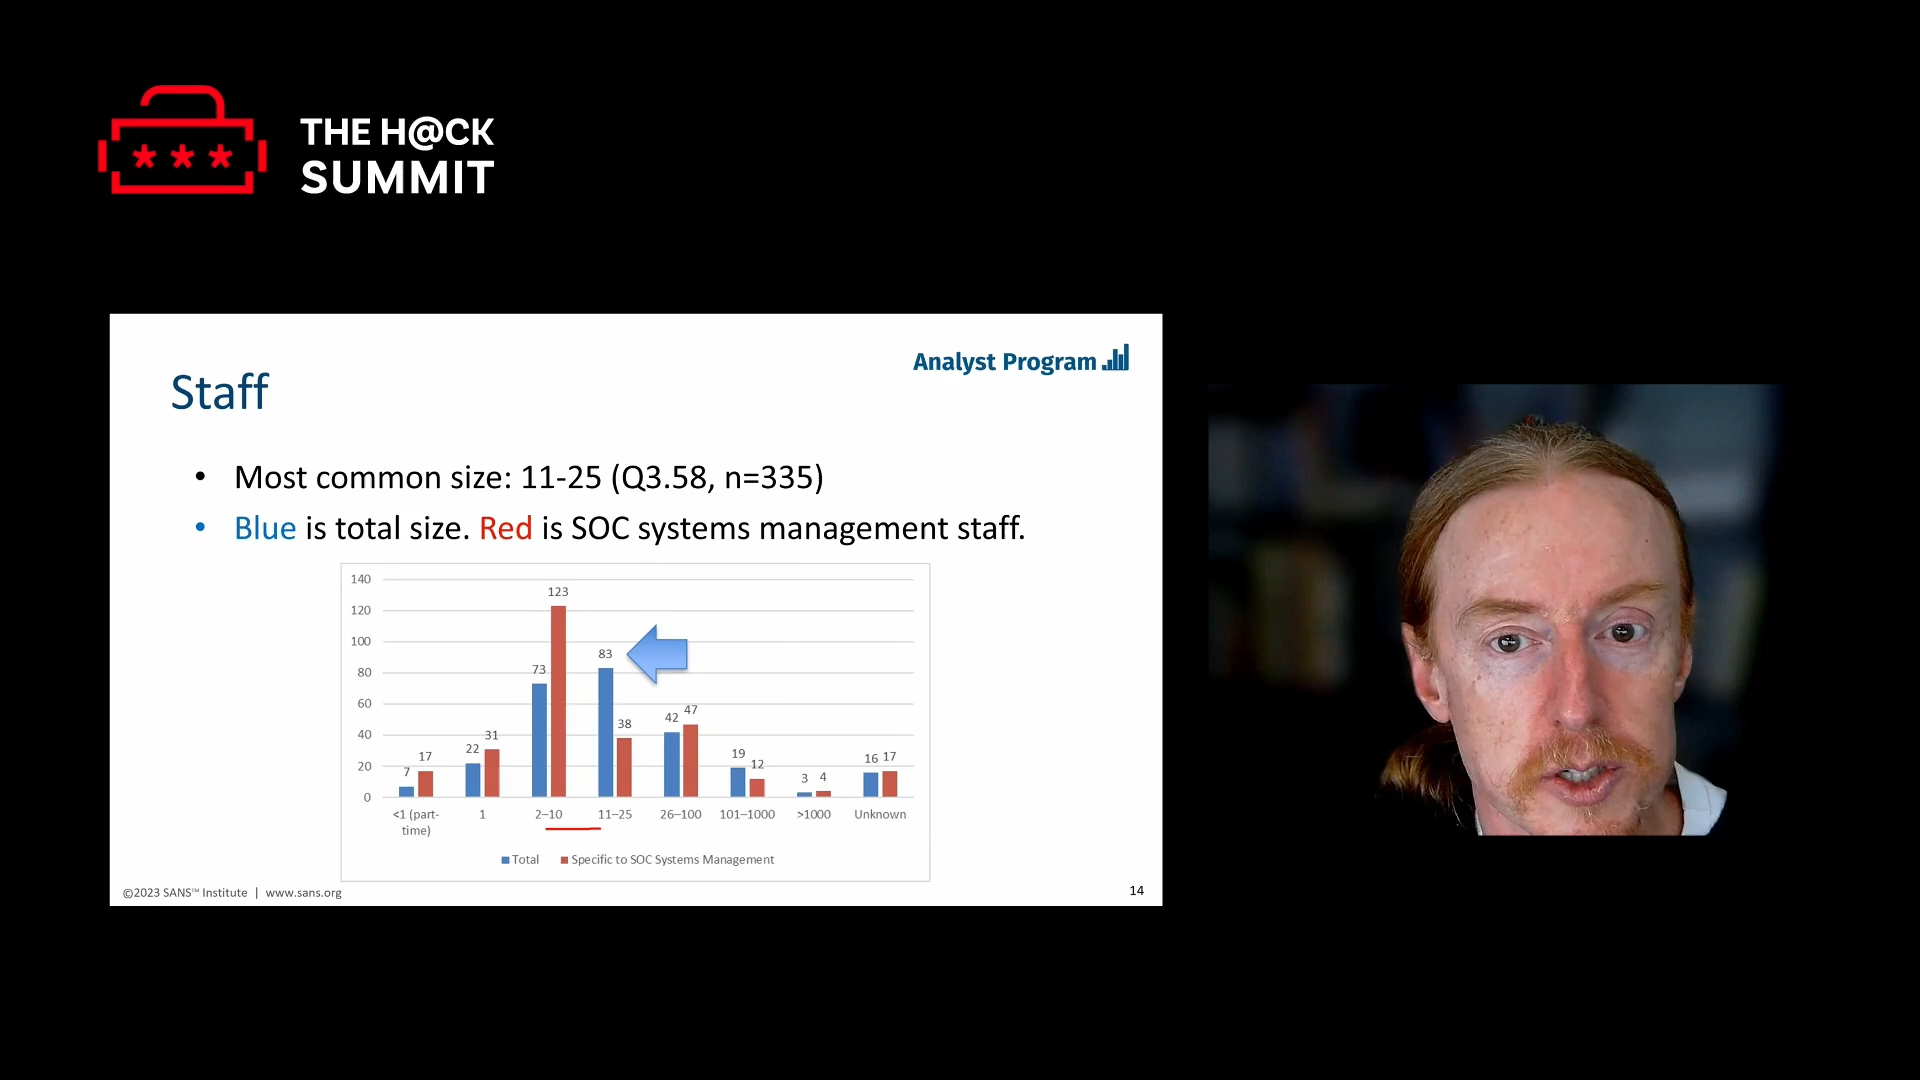 THE H@CK
SUMMIT
Analyst Program
Staff
• Most common size: 11-25 (Q3.58, n=335)
• Blue is total size. Red is SOC systems management staff.
140
120
100
80
60
40
20
0
7
17
22
31
73
123
83
38
42
47
19
12
3
4
16
17
<1 (part-
time)
1
2–10
11–25
26–100
101–1000
>1000
Unknown
Total
Specific to SOC Systems Management
©2023 SANS™ Institute | www.sans.org
14